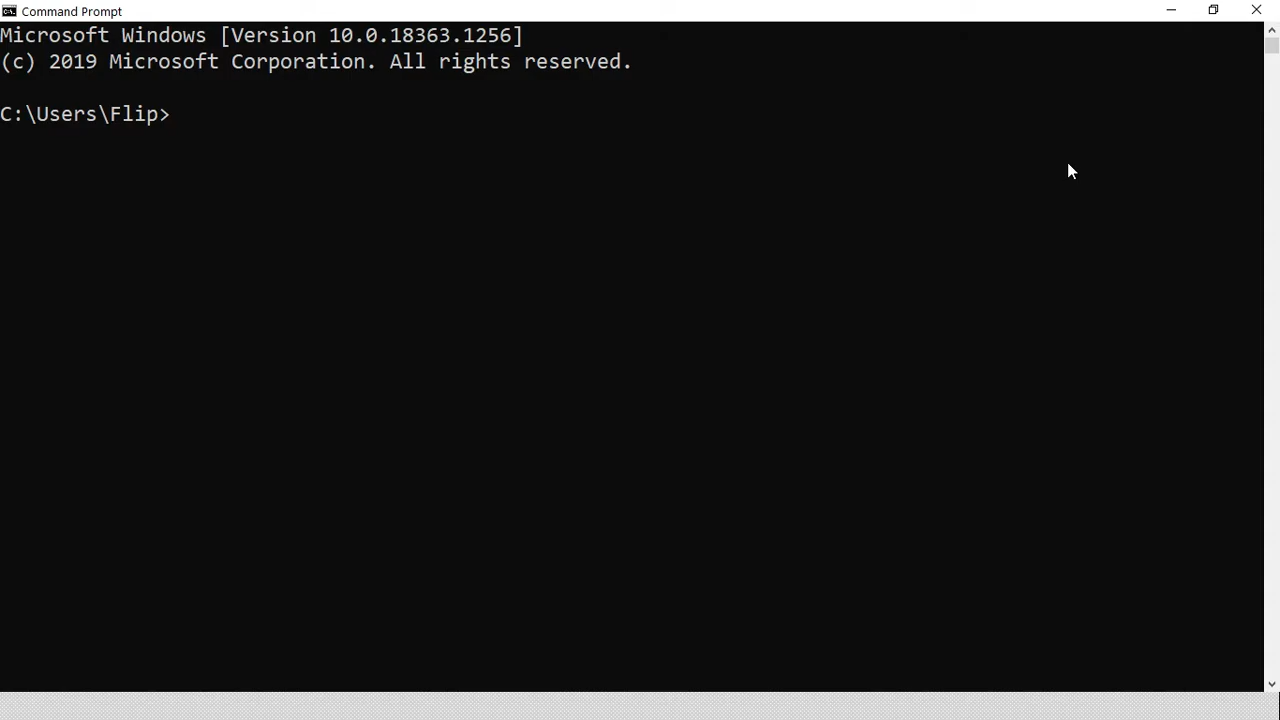 Command Prompt
Microsoft Windows [Version 10.0.18363.1256]
(c) 2019 Microsoft Corporation. All rights reserved.
C:\Users\Flip>